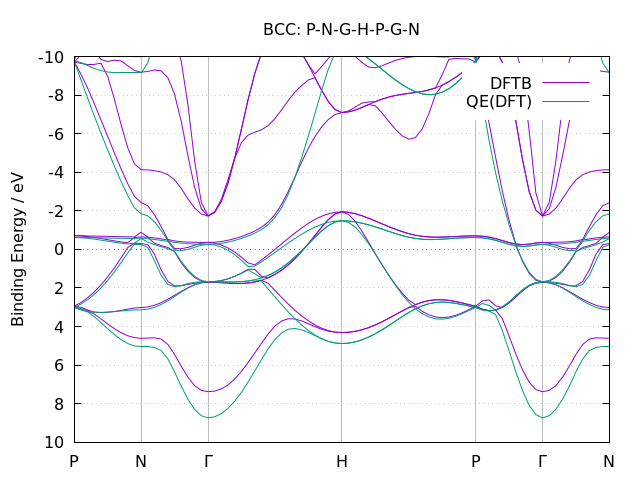 BCC: P-N-G-H-P-G-N
-10
-8
-6
-4
-2
0
2
4
6
8
10
Binding Energy / eV
DFTB
QE(DFT)
P N Γ H P Γ N